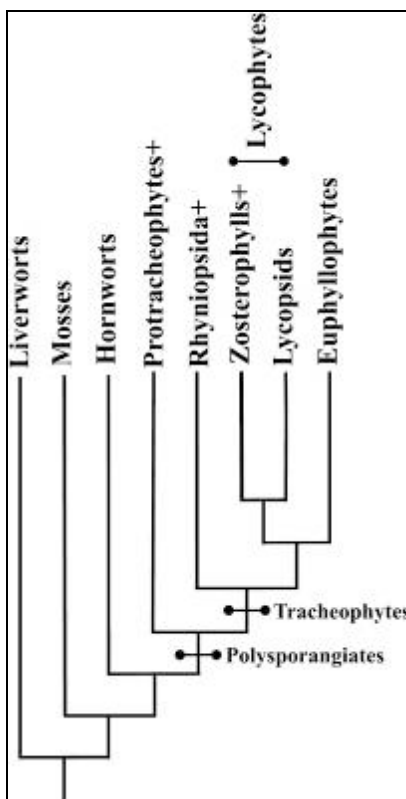 Lycophytes
Liverworts
Mosses
Hornworts
Protracheophytes+
Rhyniopsida+
Zosterophylls+
Lycopsids
Euphyllophytes
Tracheophytes
Polysporangiates